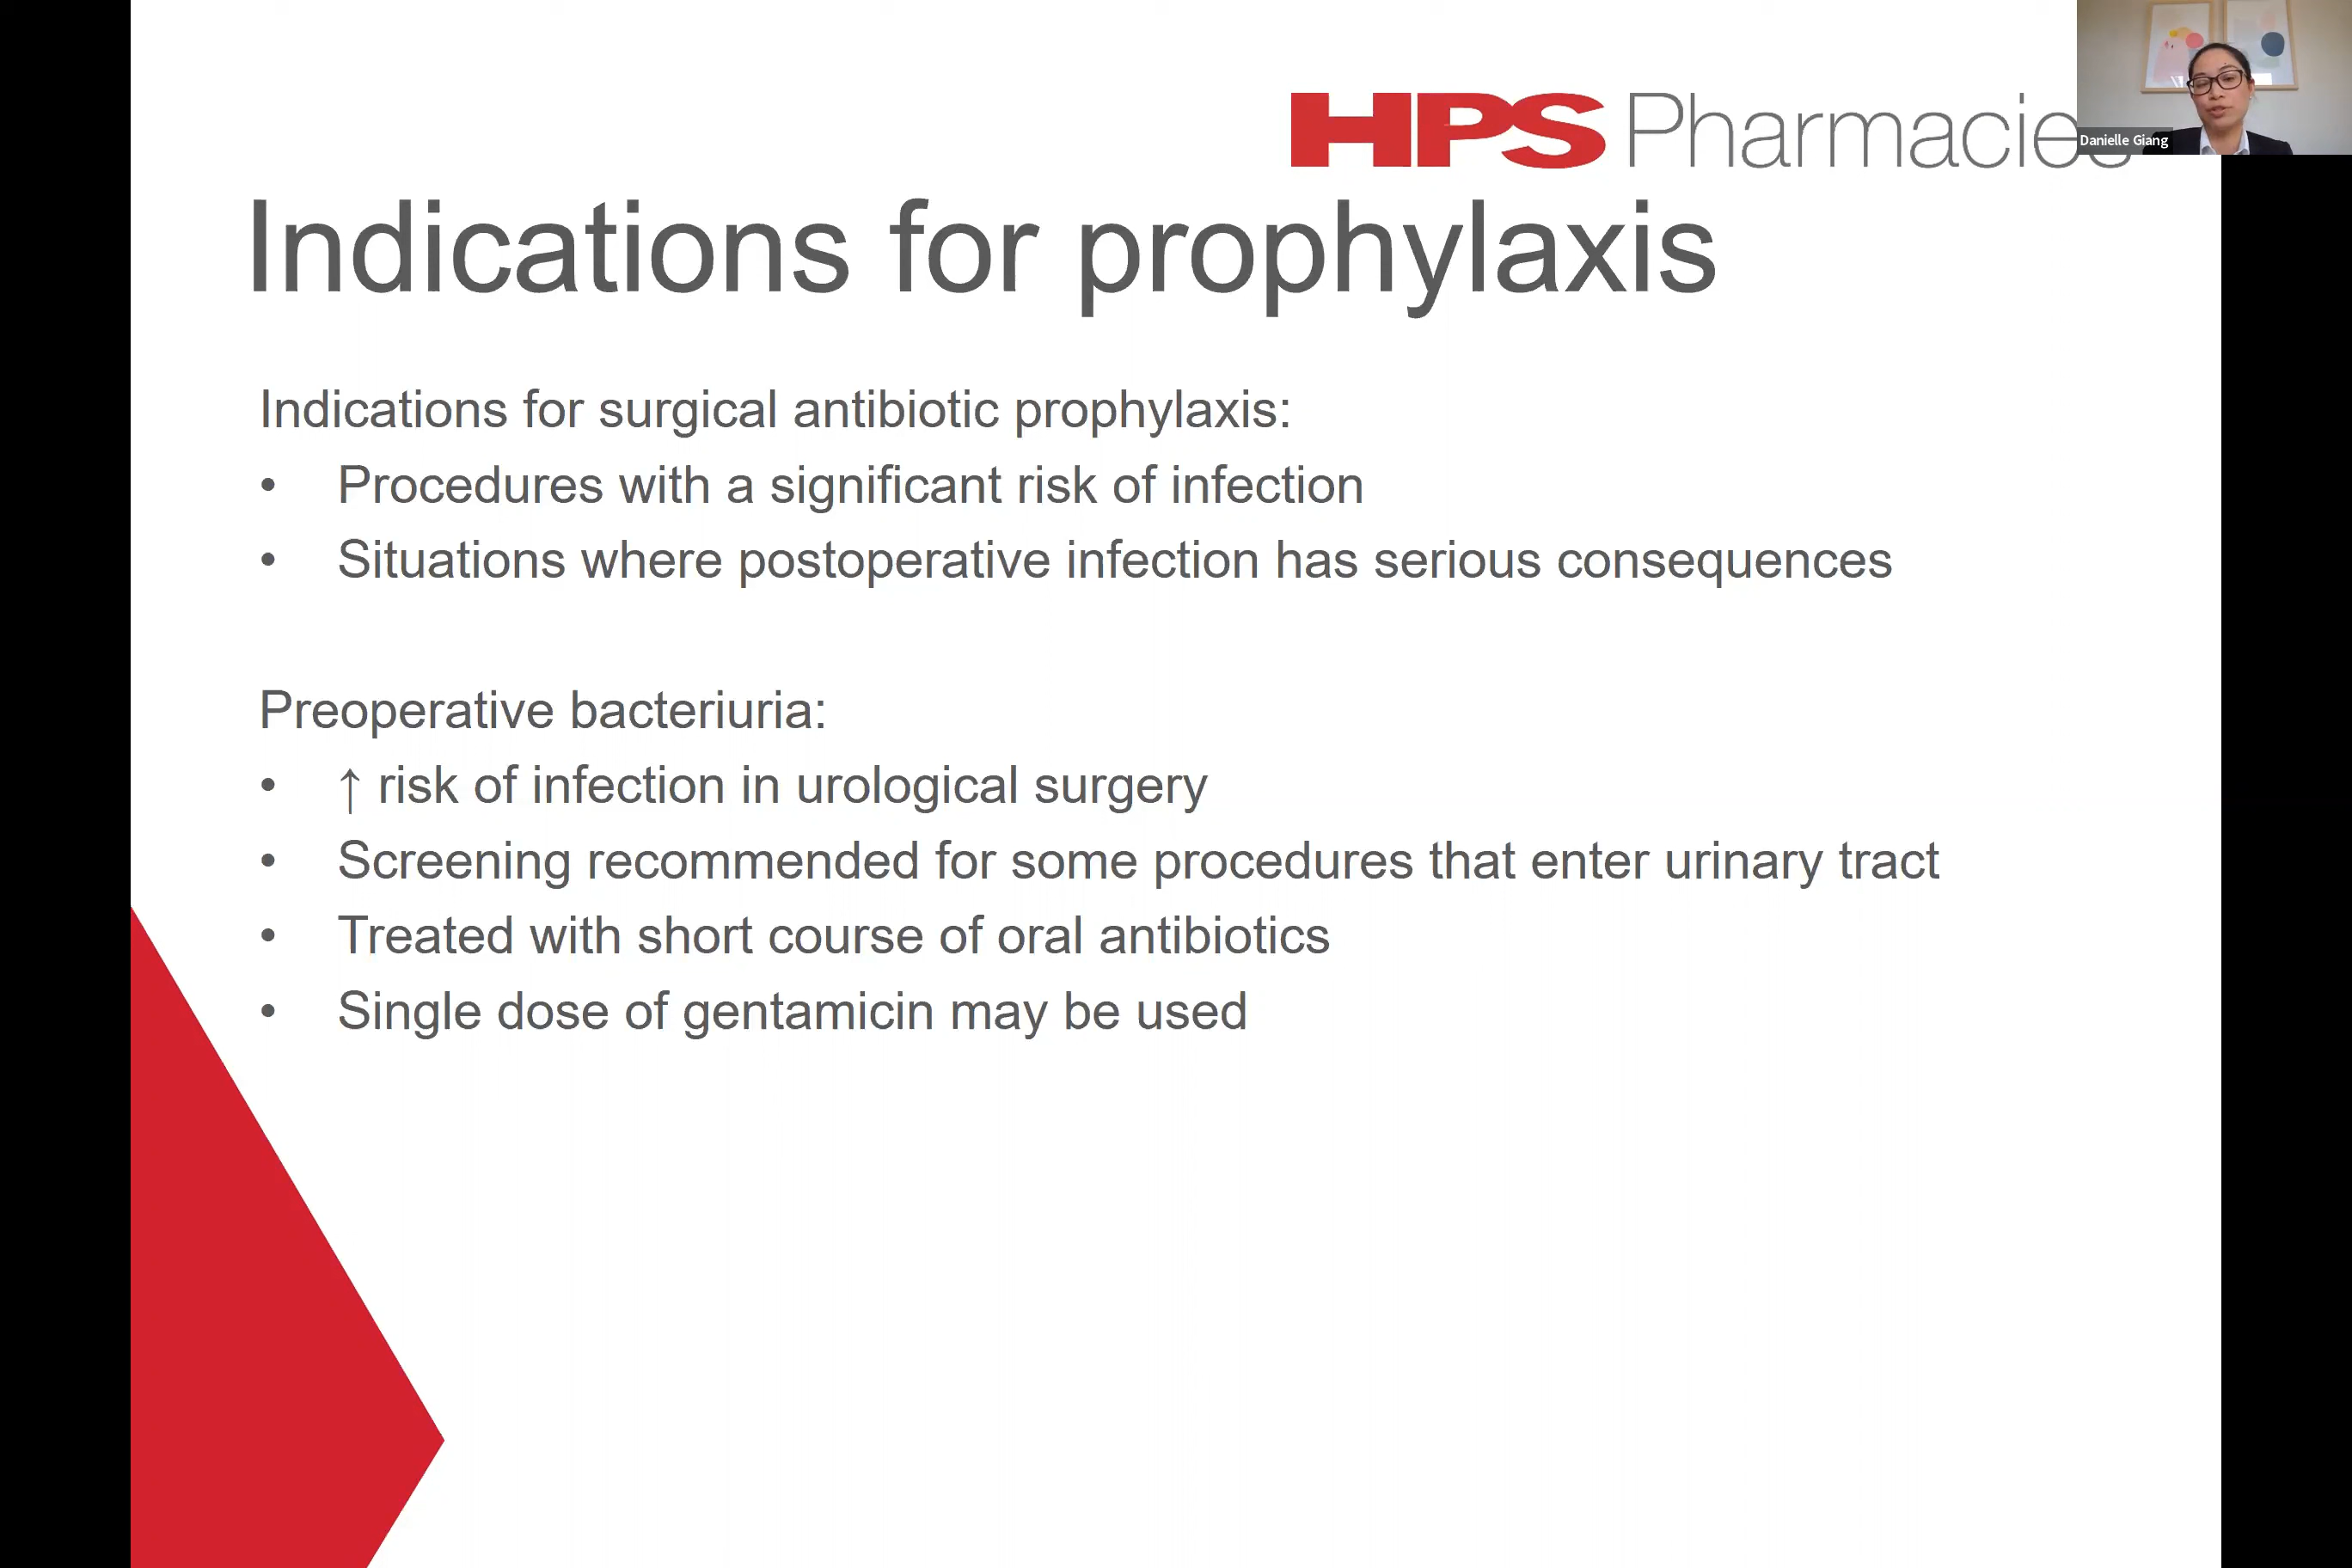 HPS Pharmacies
Danielle Giang
Indications for prophylaxis
Indications for surgical antibiotic prophylaxis:
• Procedures with a significant risk of infection
• Situations where postoperative infection has serious consequences
Preoperative bacteriuria:
• ↑ risk of infection in urological surgery
• Screening recommended for some procedures that enter urinary tract
• Treated with short course of oral antibiotics
• Single dose of gentamicin may be used